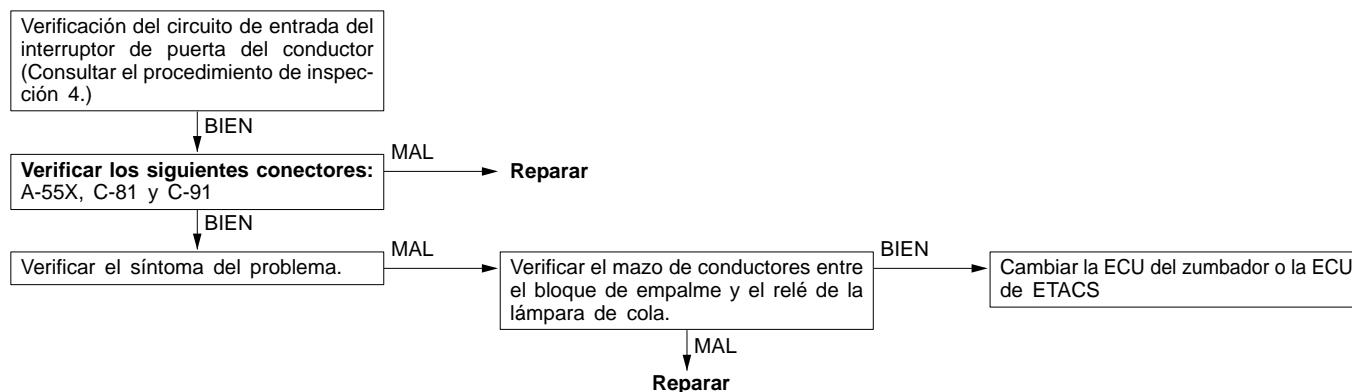 Verificación del circuito de entrada del
interruptor de puerta del conductor
(Consultar el procedimiento de inspec-
ción 4.)
BIEN
Verificar los siguientes conectores:
A-55X, C-81 y C-91
MAL
Reparar
BIEN
Verificar el síntoma del problema.
MAL
Verificar el mazo de conductores entre
el bloque de empalme y el relé de la
lámpara de cola.
BIEN
Cambiar la ECU del zumbador o la ECU
de ETACS
MAL
Reparar